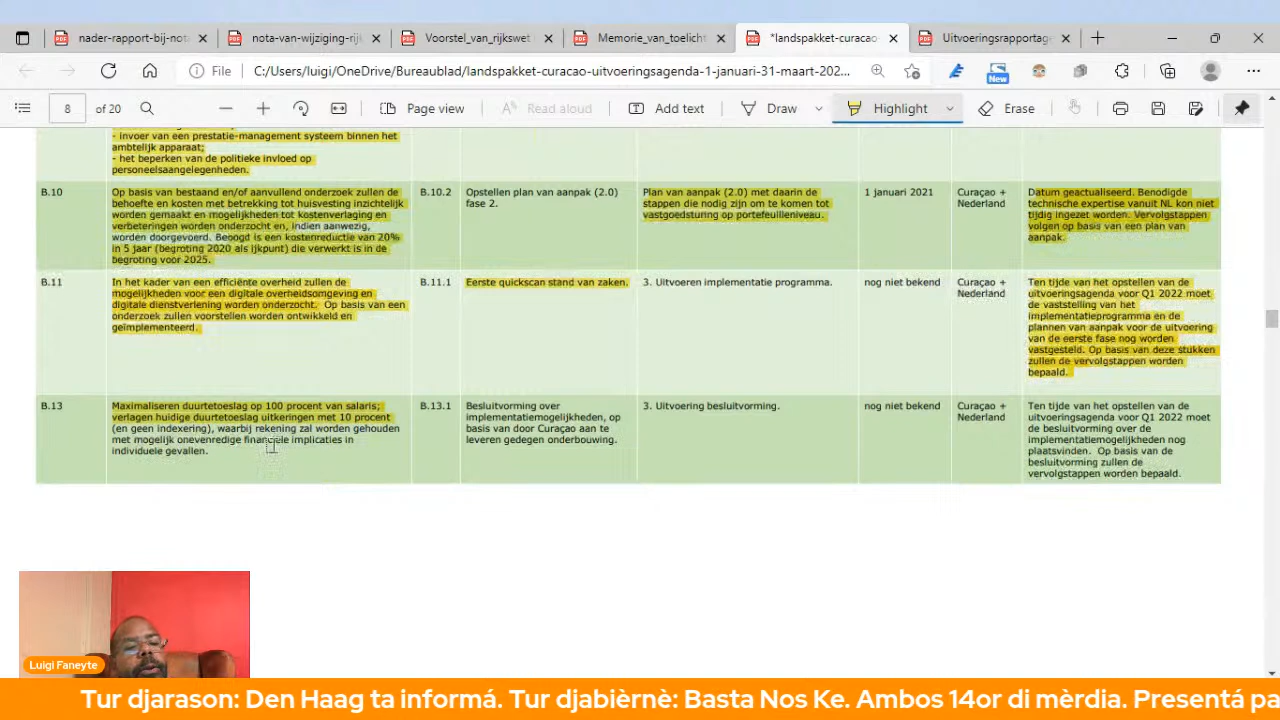 nader-rapport-bij-nota
nota-van-wijziging-rijk
Voorstel_van_rijkswet
Memorie_van_toelicht
*landspakket-curacao-
Uitvoeringsrapportage
File
C:/Users/luigi/OneDrive/Bureaublad/landspakket-curacao-uitvoeringsagenda-1-januari-31-maart-202...
New
8 of 20
Page view
Read aloud
Add text
Draw
Highlight
Erase
- invoer van een prestatie-management systeem binnen het
ambtelijk apparaat;
- het beperken van de politieke invloed op
personeelsaangelegenheden.
B.10
Op basis van bestaand en/of aanvullend onderzoek zullen de
behoefte en kosten met betrekking tot huisvesting inzichtelijk
worden gemaakt en mogelijkheden tot kostenverlaging en
verbeteringen worden onderzocht en, indien aanwezig,
worden doorgevoerd. Beoogd is een kostenreductie van 20%
in 5 jaar (begroting 2020 als ijkpunt) die verwerkt is in de
begroting voor 2025.
B.10.2
Opstellen plan van aanpak (2.0)
fase 2.
Plan van aanpak (2.0) met daarin de
stappen die nodig zijn om te komen tot
vastgoedsturing op portefeuilleniveau.
1 januari 2021
Curaçao +
Nederland
Datum geactualiseerd. Benodigde
technische expertise vanuit NL kon niet
tijdig ingezet worden. Vervolgstappen
volgen op basis van een plan van
aanpak.
B.11
In het kader van een efficiënte overheid zullen de
mogelijkheden voor een digitale overheidsomgeving en
digitale dienstverlening worden onderzocht. Op basis van een
onderzoek zullen voorstellen worden ontwikkeld en
geïmplementeerd.
B.11.1
Eerste quickscan stand van zaken.
3. Uitvoeren implementatie programma.
nog niet bekend
Curaçao +
Nederland
Ten tijde van het opstellen van de
uitvoeringsagenda voor Q1 2022 moet
de vaststelling van het
implementatieprogramma en de
plannen van aanpak voor de uitvoering
van de eerste fase nog worden
vastgesteld. Op basis van deze stukken
zullen de vervolgstappen worden
bepaald.
B.13
Maximaliseren duurtetoeslag op 100 procent van salaris;
verlagen huidige duurtetoeslag uitkeringen met 10 procent
(en geen indexering), waarbij rekening zal worden gehouden
met mogelijk onevenredige financiële implicaties in
individuele gevallen.
B.13.1
Besluitvorming over
implementatiemogelijkheden, op
basis van door Curaçao aan te
leveren gedegen onderbouwing.
3. Uitvoering besluitvorming.
nog niet bekend
Curaçao +
Nederland
Ten tijde van het opstellen van de
uitvoeringsagenda voor Q1 2022 moet
de besluitvorming over de
implementatiemogelijkheden nog
plaatsvinden. Op basis van de
besluitvorming zullen de
vervolgstappen worden bepaald.
Luigi Faneyte
Tur djarason: Den Haag ta informá. Tur djabièrnè: Basta Nos Ke. Ambos 14or di mèrdia. Presentá pa